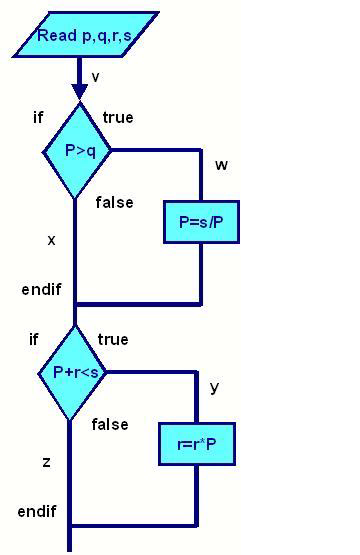 Read p,q,r,s
v
if true
P>q
w
false
P=s/P
x
endif
if true
P+r<s
y
false
r=r*P
z
endif